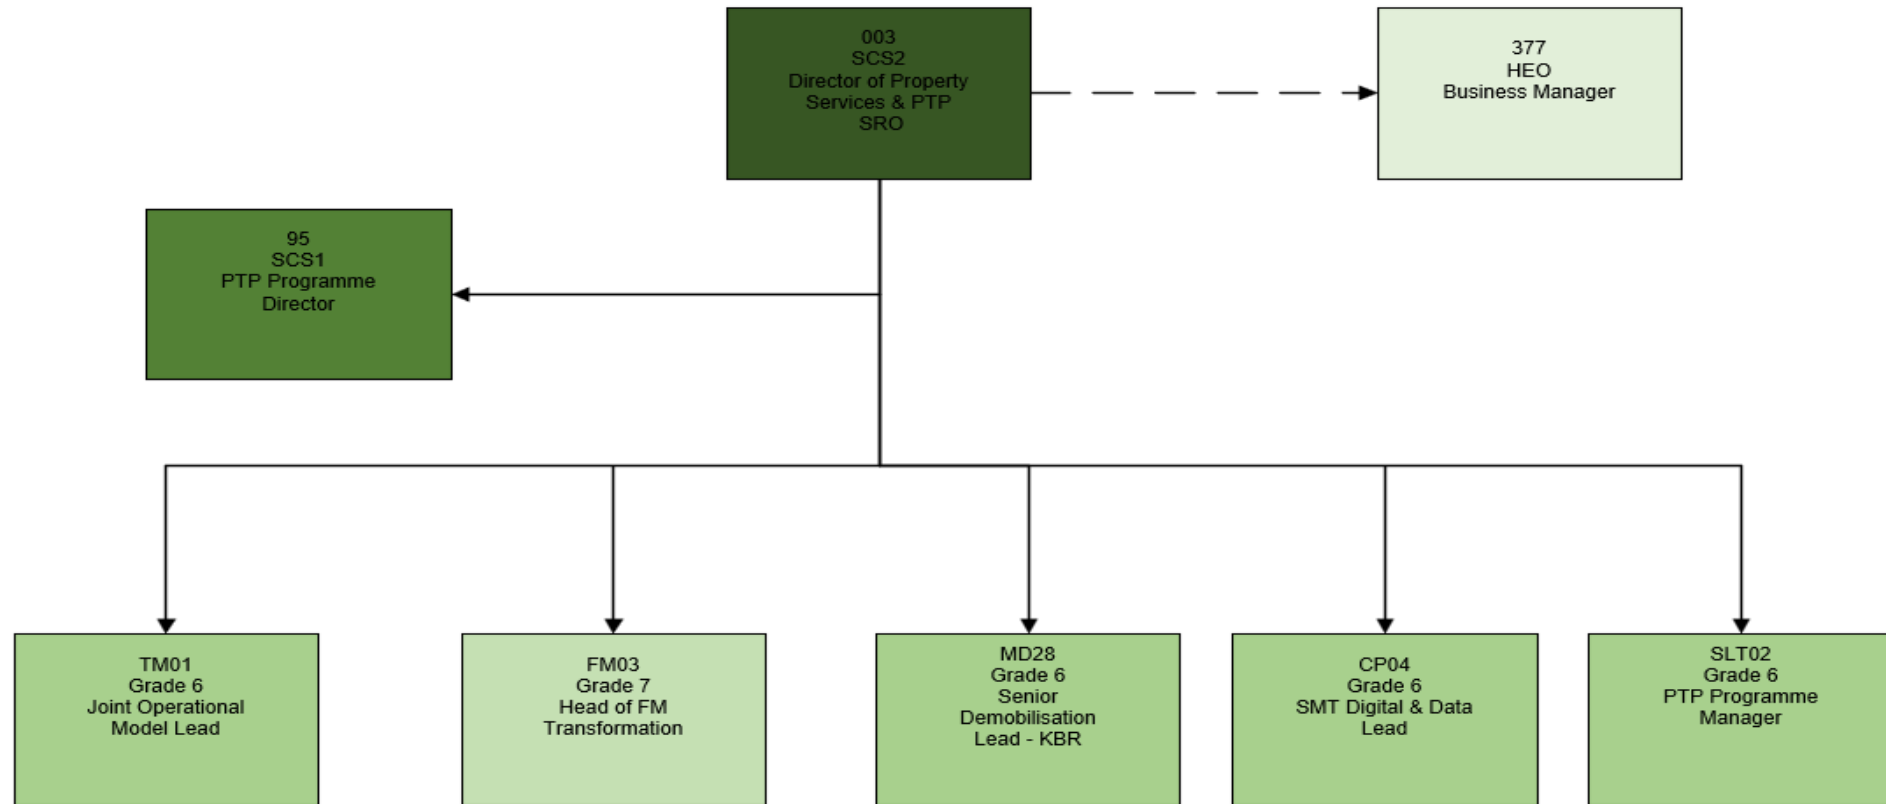 003
SCS2
Director of Property
Services & PTP
SRO
377
HEO
Business Manager
95
SCS1
PTP Programme
Director
TM01
Grade 6
Joint Operational
Model Lead
FM03
Grade 7
Head of FM
Transformation
MD28
Grade 6
Senior
Demobilisation
Lead - KBR
CP04
Grade 6
SMT Digital & Data
Lead
SLT02
Grade 6
PTP Programme
Manager